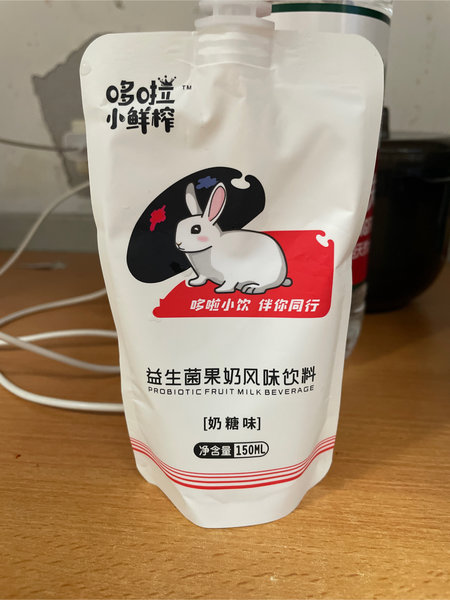 哆啦
小鲜榨
TM
哆啦小饮 伴你同行
益生菌果奶风味饮料
PROBIOTIC FRUIT MILK BEVERAGE
[奶糖味]
净含量 150ML